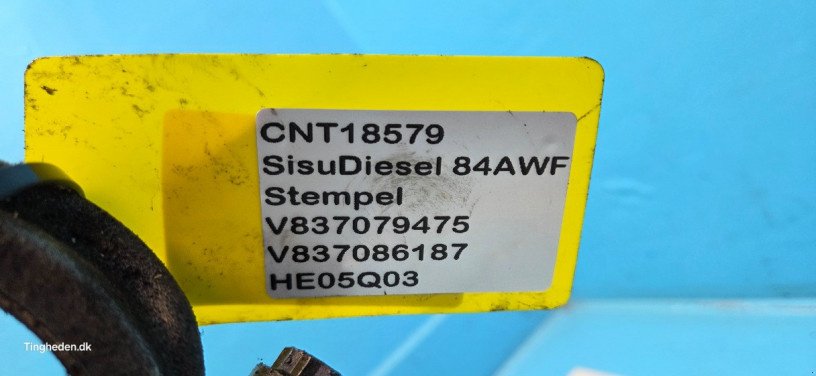 CNT18579
SisuDiesel 84AWF
Stempel
V837079475
V837086187
HE05Q03
Tingheden.dk